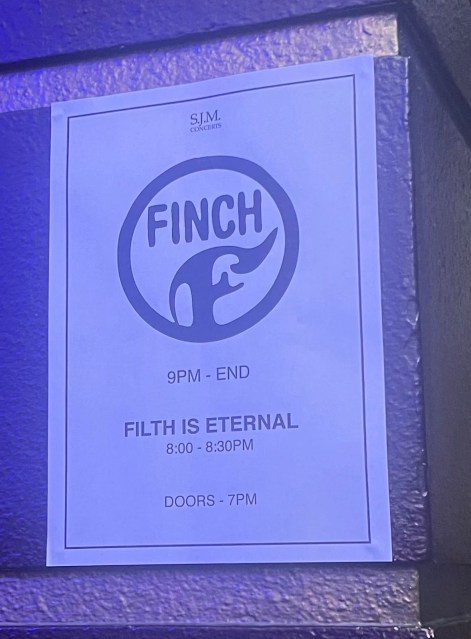 S.J.M.
CONCERTS
FINCH
F
9PM - END
FILTH IS ETERNAL
8:00 - 8:30PM
DOORS - 7PM